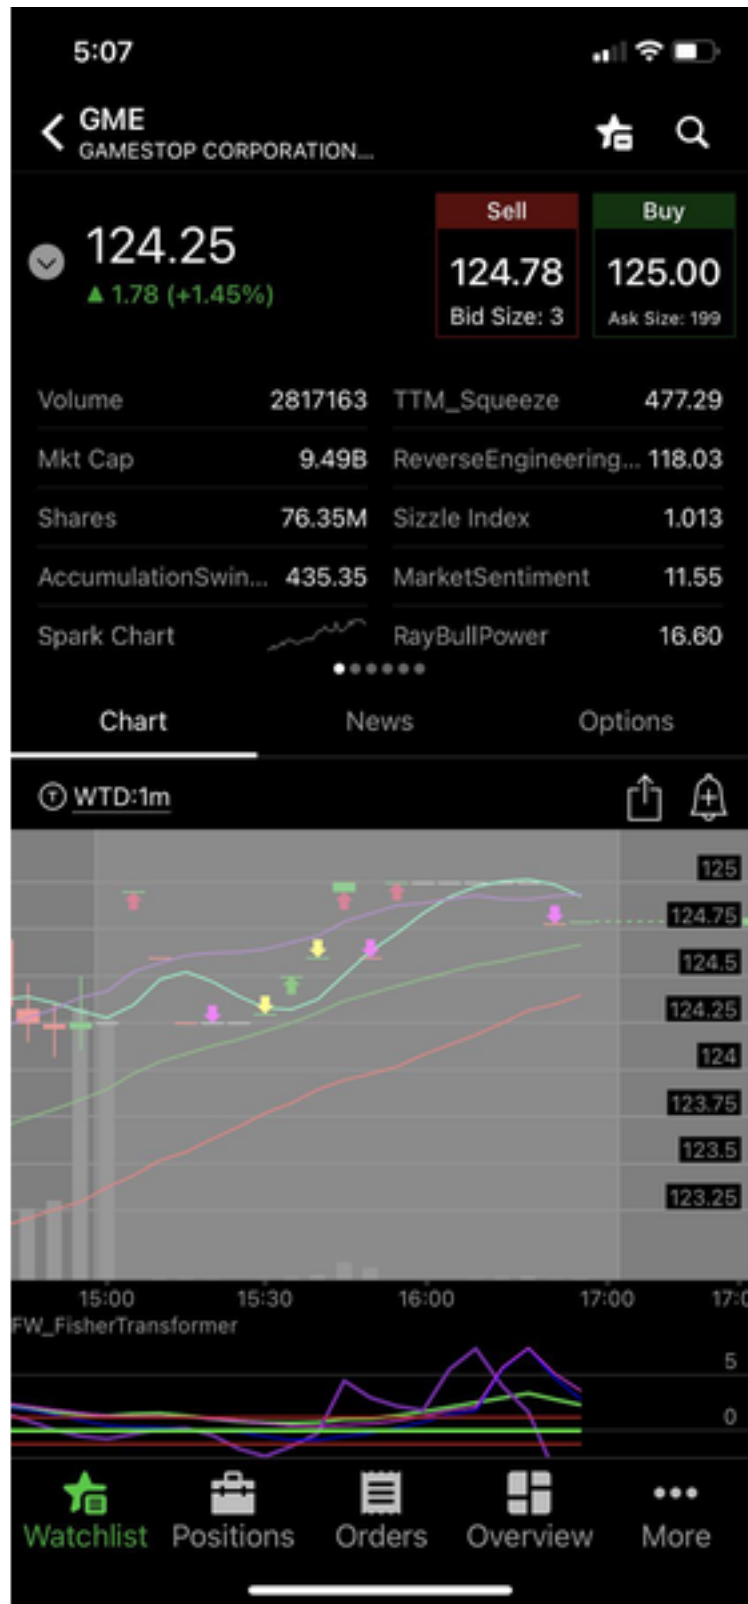 5:07
GME
GAMESTOP CORPORATION...
124.25
▲ 1.78 (+1.45%)
Sell
124.78
Bid Size: 3
Buy
125.00
Ask Size: 199
Volume 2817163
TTM_Squeeze 477.29
Mkt Cap 9.49B
ReverseEngineering... 118.03
Shares 76.35M
Sizzle Index 1.013
AccumulationSwin... 435.35
MarketSentiment 11.55
Spark Chart
RayBullPower 16.60
Chart News Options
T WTD:1m
125
124.75
124.5
124.25
124
123.75
123.5
123.25
15:00 15:30 16:00 17:00 17:0
FW_FisherTransformer
5
0
Watchlist Positions Orders Overview More